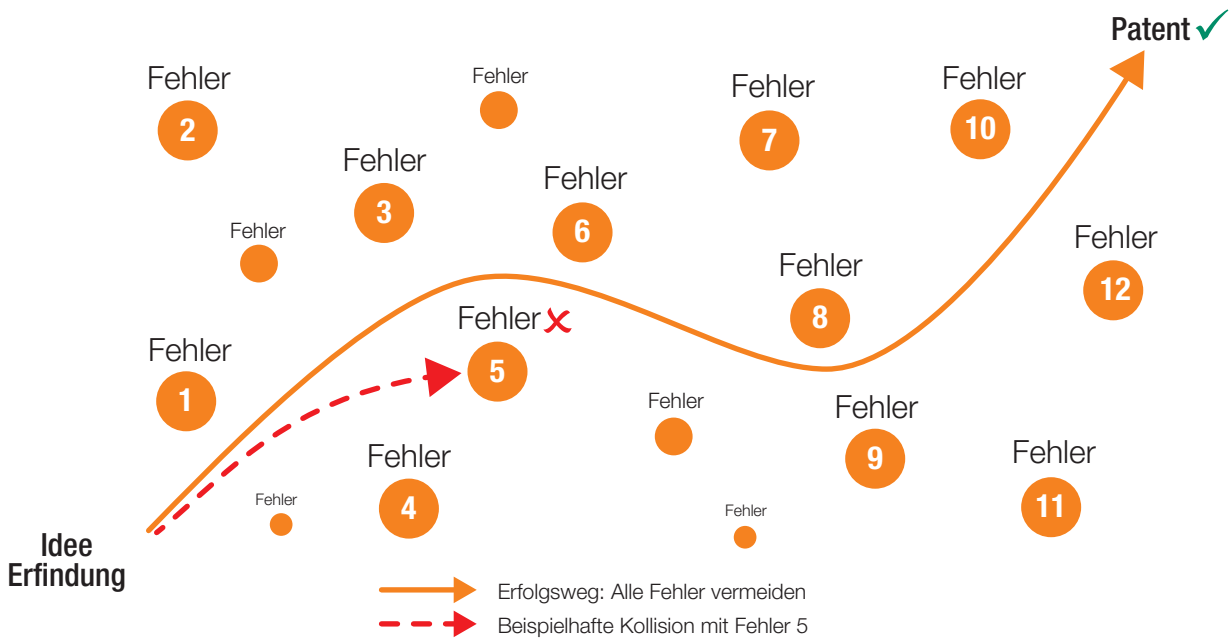 Patent
Fehler
2
Fehler
Fehler
7
Fehler
10
Fehler
3
Fehler
6
Fehler
Fehler
12
Fehler
8
Fehler
5
Fehler
1
Fehler
Fehler
9
Fehler
4
Fehler
11
Fehler
Fehler
Idee
Erfindung
Erfolgsweg: Alle Fehler vermeiden
Beispielhafte Kollision mit Fehler 5